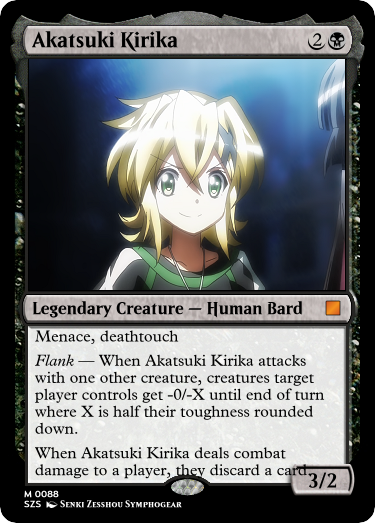 Akatsuki Kirika 2
Legendary Creature — Human Bard
Menace, deathtouch
Flank — When Akatsuki Kirika attacks
with one other creature, creatures target
player controls get -0/-X until end of turn
where X is half their toughness rounded
down.
When Akatsuki Kirika deals combat
damage to a player, they discard a card.
3/2
M 0088
SZS Senki Zesshou Symphogear